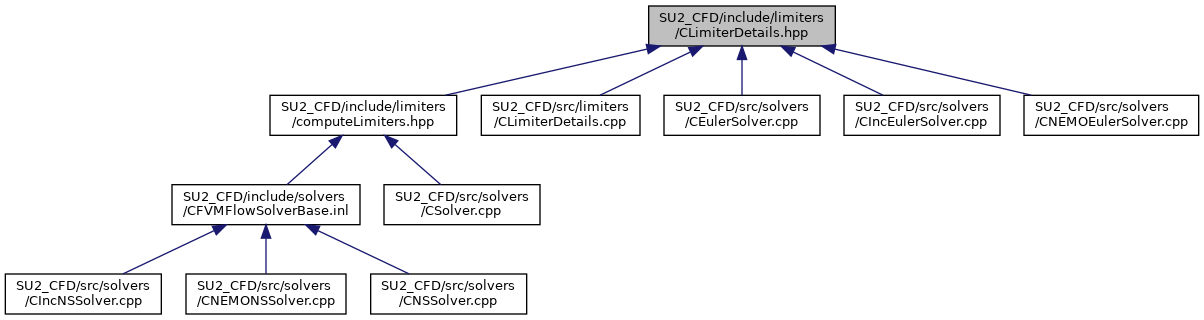 SU2_CFD/include/limiters
/CLimiterDetails.hpp
SU2_CFD/include/limiters
/computeLimiters.hpp
SU2_CFD/src/limiters
/CLimiterDetails.cpp
SU2_CFD/src/solvers
/CEulerSolver.cpp
SU2_CFD/src/solvers
/CIncEulerSolver.cpp
SU2_CFD/src/solvers
/CNEMOEulerSolver.cpp
SU2_CFD/include/solvers
/CFVMFlowSolverBase.inl
SU2_CFD/src/solvers
/CSolver.cpp
SU2_CFD/src/solvers
/CIncNSSolver.cpp
SU2_CFD/src/solvers
/CNEMONSSolver.cpp
SU2_CFD/src/solvers
/CNSSolver.cpp